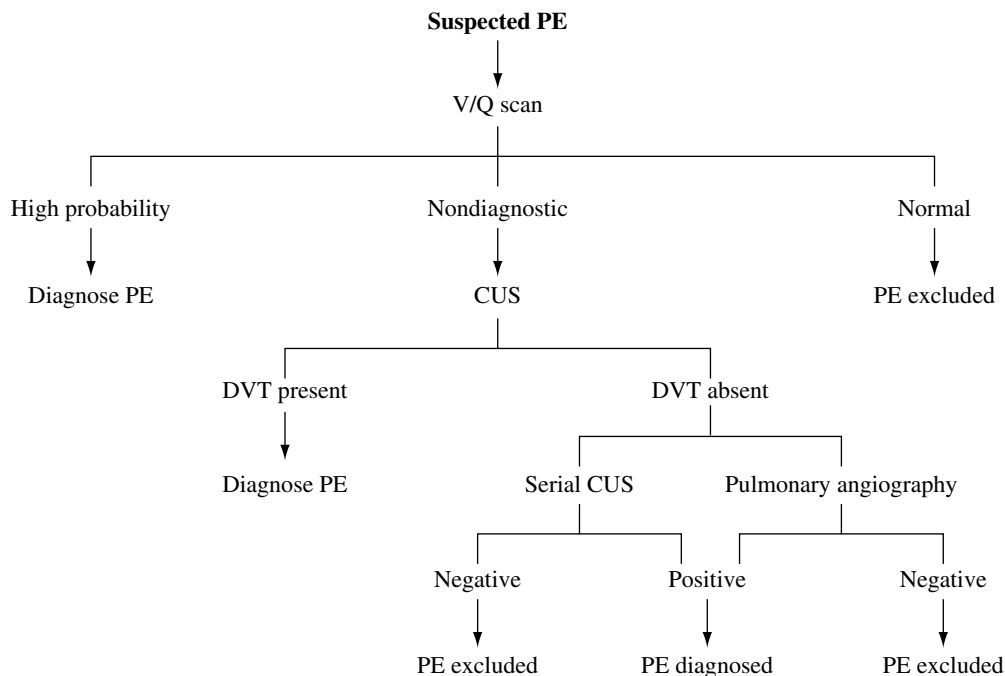 Suspected PE
V/Q scan
High probability
Nondiagnostic
Normal
Diagnose PE
CUS
PE excluded
DVT present
DVT absent
Diagnose PE
Serial CUS
Pulmonary angiography
Negative
Positive
Negative
PE excluded
PE diagnosed
PE excluded